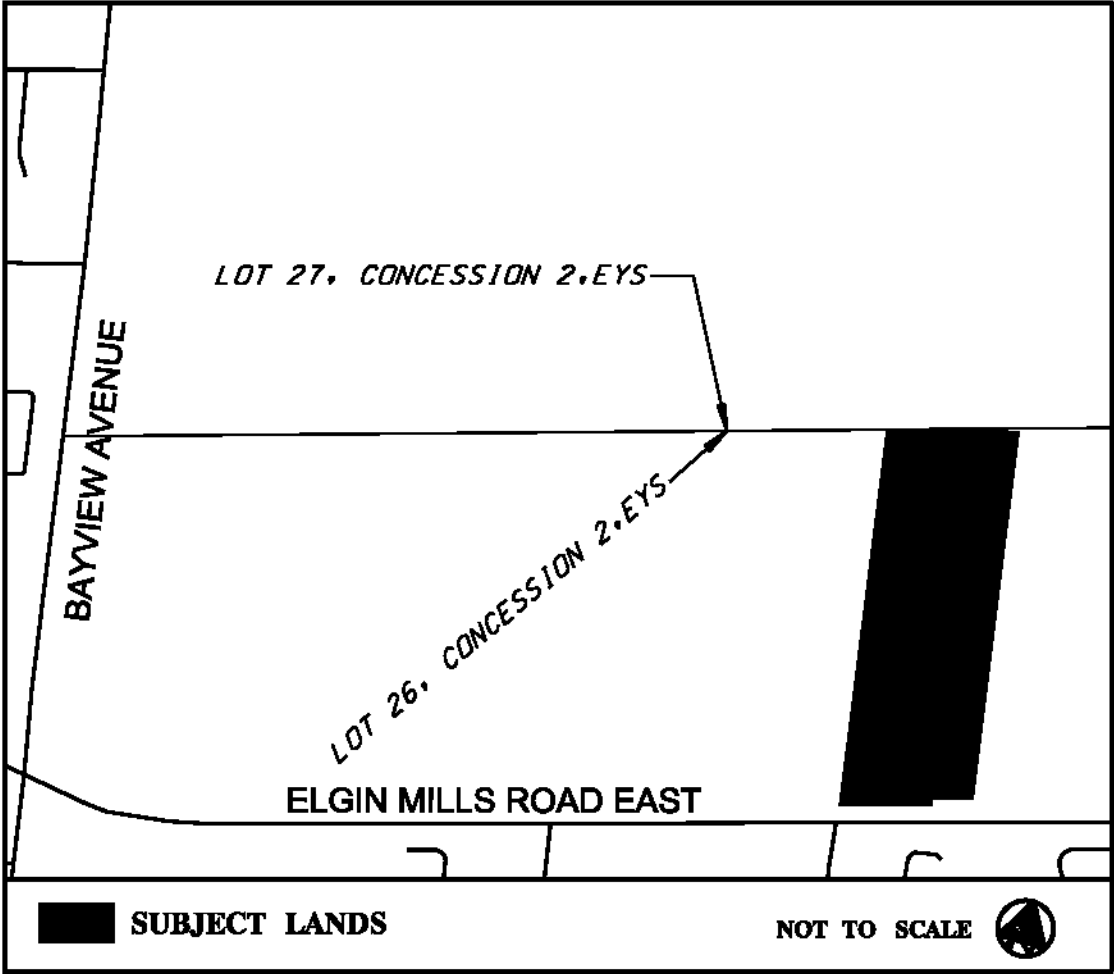 LOT 27, CONCESSION 2,EYS
BAYVIEW AVENUE
LOT 26, CONCESSION 2,EYS
ELGIN MILLS ROAD EAST
SUBJECT LANDS
NOT TO SCALE